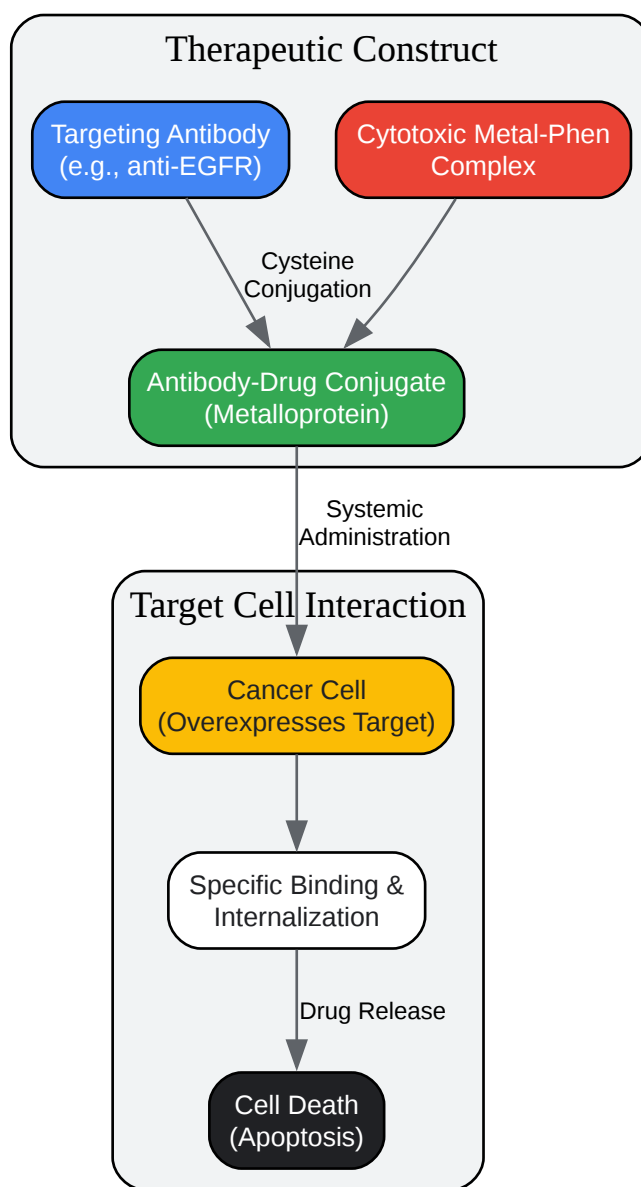 Therapeutic Construct
Targeting Antibody
(e.g., anti-EGFR)
Cytotoxic Metal-Phen
Complex
Cysteine
Conjugation
Antibody-Drug Conjugate
(Metalloprotein)
Systemic
Administration
Target Cell Interaction
Cancer Cell
(Overexpresses Target)
Specific Binding &
Internalization
Drug Release
Cell Death
(Apoptosis)